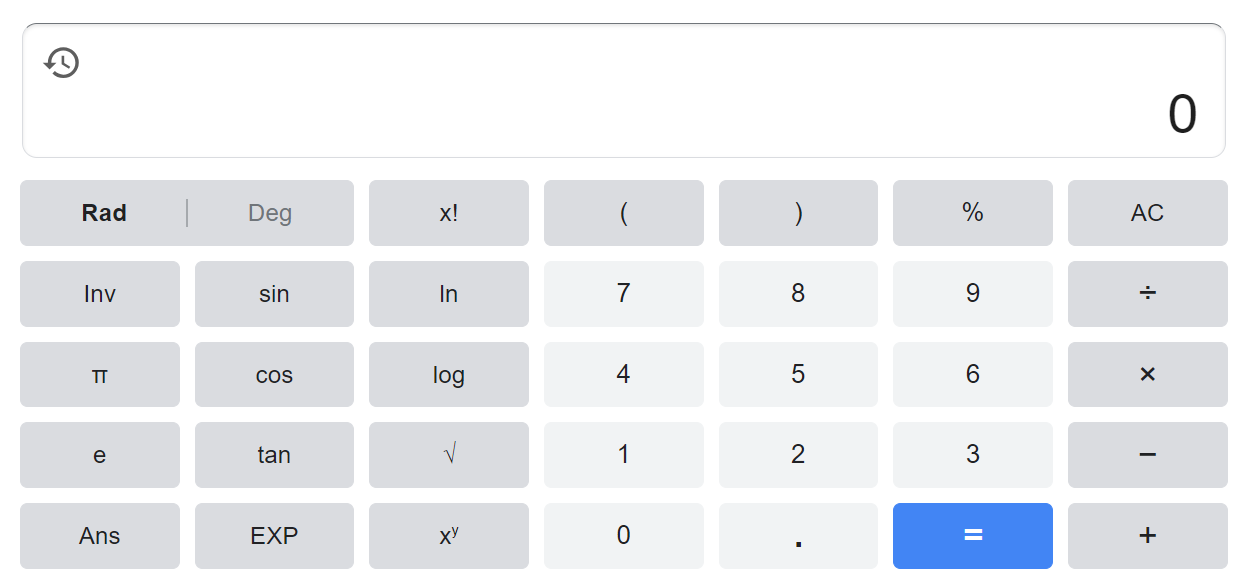 0
Rad | Deg x! ( ) % AC
Inv sin ln 7 8 9 ÷
π cos log 4 5 6 ×
e tan √ 1 2 3 −
Ans EXP xʸ 0 . = +